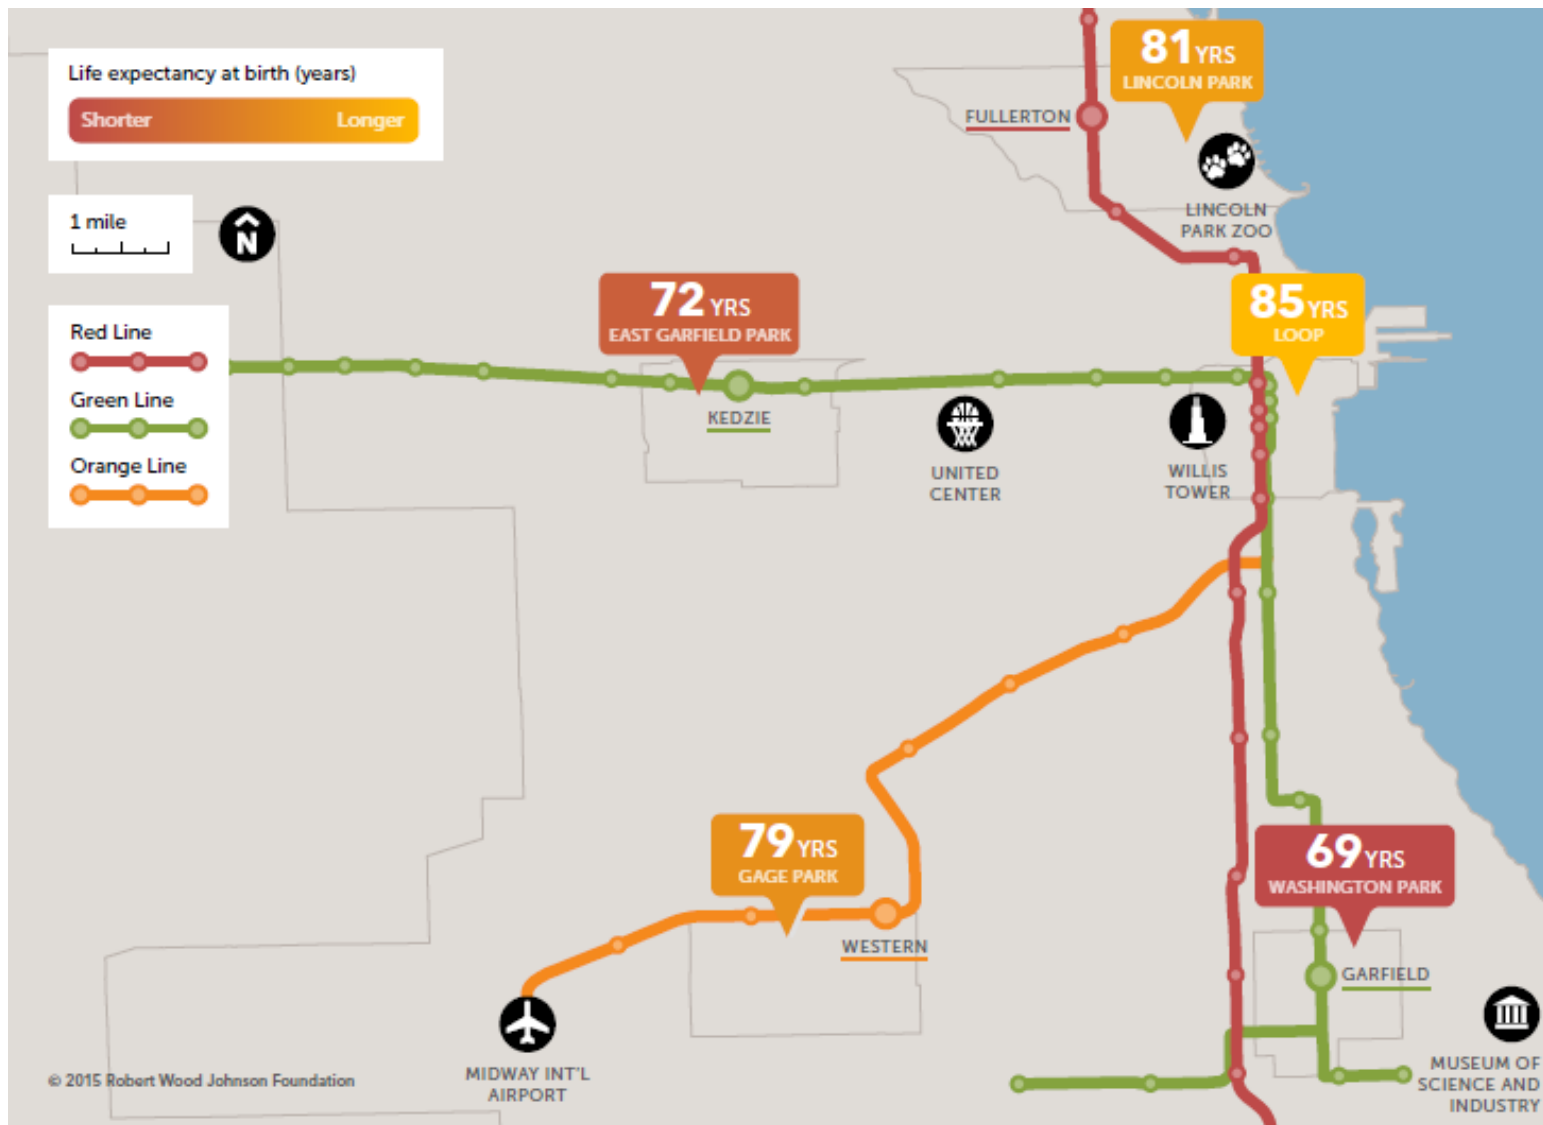 Life expectancy at birth (years)
Shorter Longer
1 mile
N
Red Line
Green Line
Orange Line
81 YRS
LINCOLN PARK
FULLERTON
LINCOLN
PARK ZOO
72 YRS
EAST GARFIELD PARK
85 YRS
LOOP
KEDZIE
UNITED
CENTER
WILLIS
TOWER
79 YRS
GAGE PARK
WESTERN
69 YRS
WASHINGTON PARK
GARFIELD
MIDWAY INT'L
AIRPORT
MUSEUM OF
SCIENCE AND
INDUSTRY
© 2015 Robert Wood Johnson Foundation